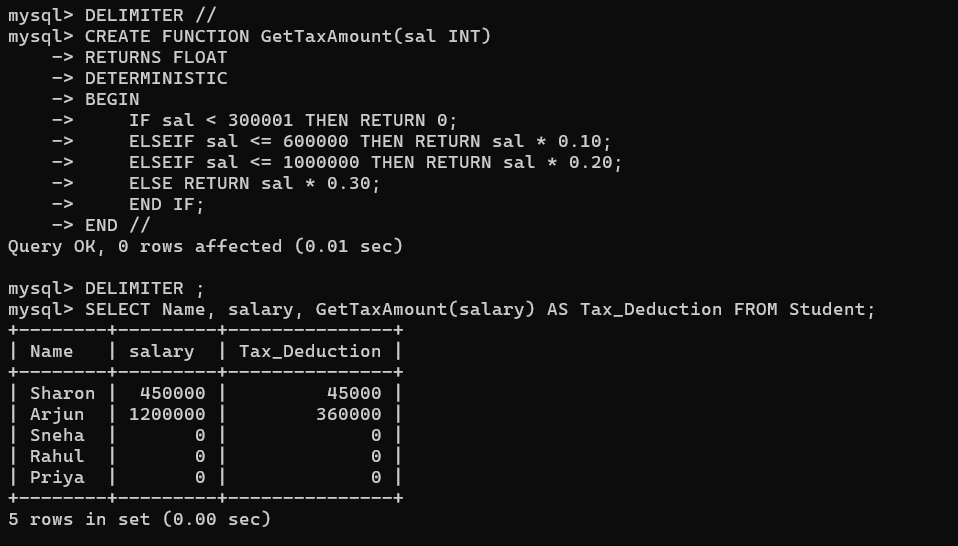 mysql> DELIMITER //
mysql> CREATE FUNCTION GetTaxAmount(sal INT)
    -> RETURNS FLOAT
    -> DETERMINISTIC
    -> BEGIN
    ->     IF sal < 300001 THEN RETURN 0;
    ->     ELSEIF sal <= 600000 THEN RETURN sal * 0.10;
    ->     ELSEIF sal <= 1000000 THEN RETURN sal * 0.20;
    ->     ELSE RETURN sal * 0.30;
    ->     END IF;
    -> END //
Query OK, 0 rows affected (0.01 sec)

mysql> DELIMITER ;
mysql> SELECT Name, salary, GetTaxAmount(salary) AS Tax_Deduction FROM Student;
+--------+---------+---------------+
| Name   | salary  | Tax_Deduction |
+--------+---------+---------------+
| Sharon |  450000 |         45000 |
| Arjun  | 1200000 |        360000 |
| Sneha  |       0 |             0 |
| Rahul  |       0 |             0 |
| Priya  |       0 |             0 |
+--------+---------+---------------+
5 rows in set (0.00 sec)